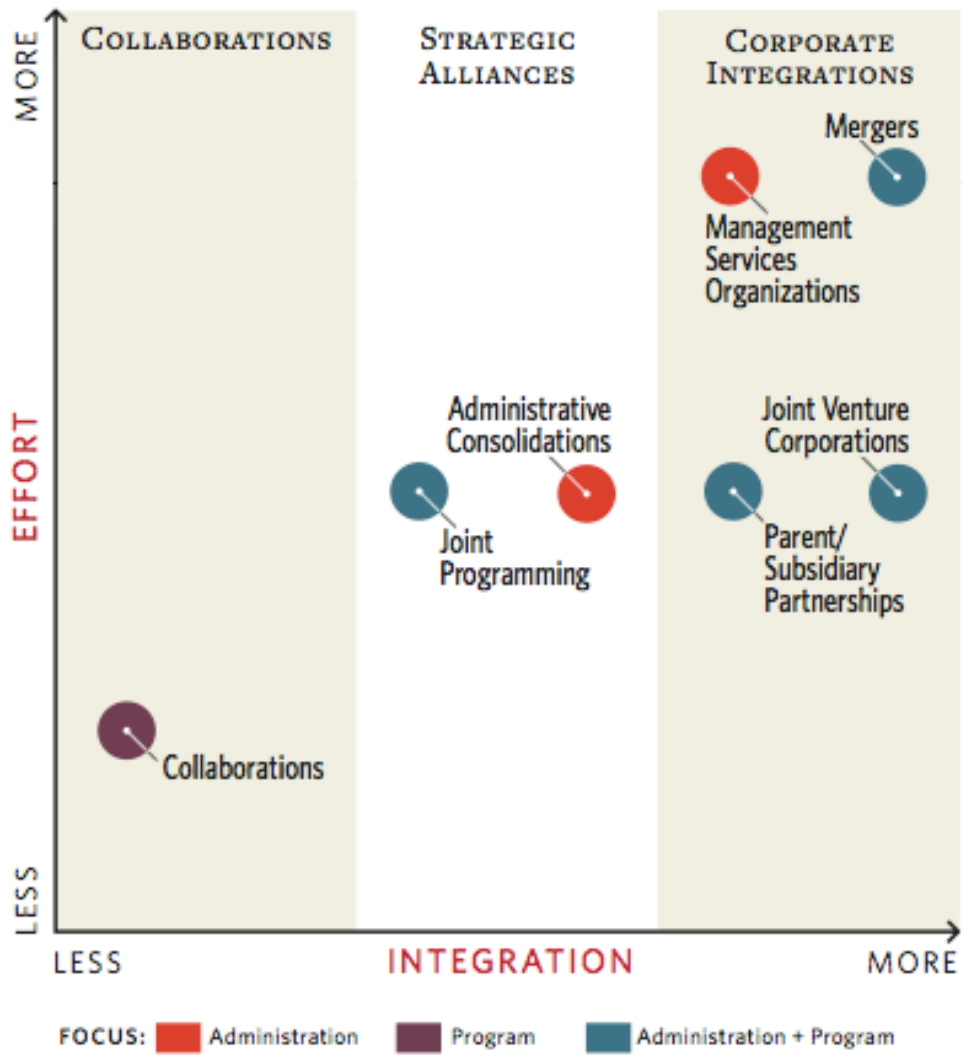 MORE
COLLABORATIONS
STRATEGIC
ALLIANCES
CORPORATE
INTEGRATIONS
Mergers
Management
Services
Organizations
EFFORT
Administrative
Consolidations
Joint
Programming
Joint Venture
Corporations
Parent/
Subsidiary
Partnerships
Collaborations
LESS
LESS
INTEGRATION
MORE
FOCUS: Administration Program Administration + Program